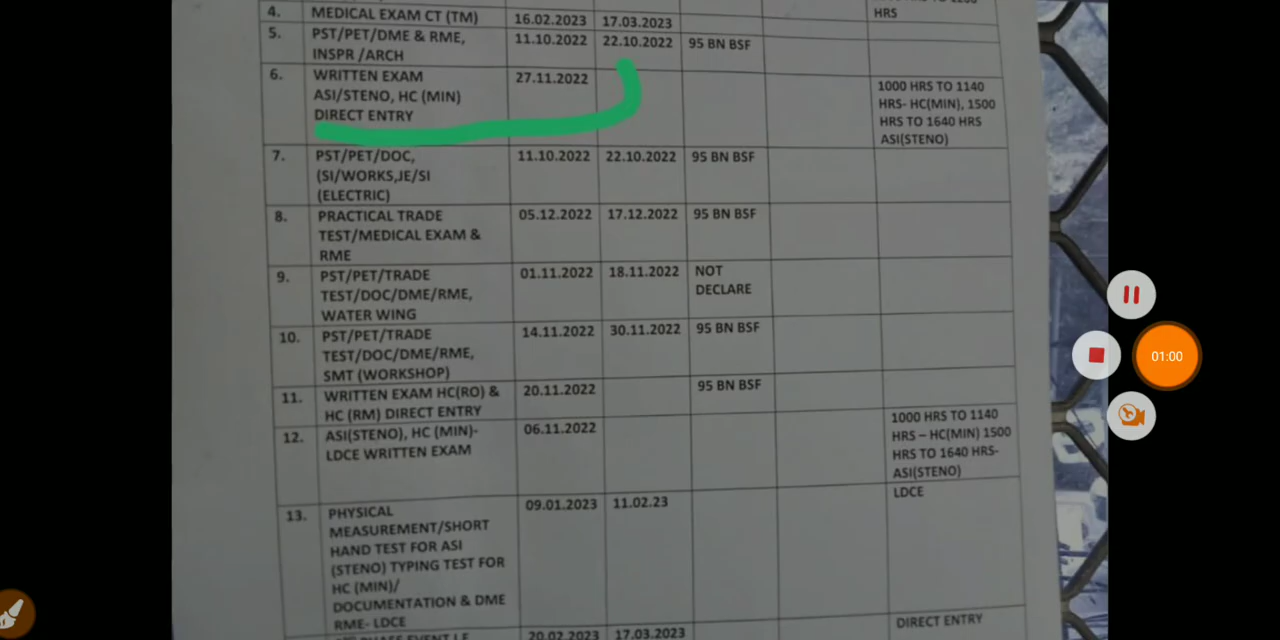 4. MEDICAL EXAM CT (TM) 16.02.2023 17.03.2023
HRS
5. PST/PET/DME & RME, 11.10.2022 22.10.2022 95 BN BSF
INSPR /ARCH
6. WRITTEN EXAM 27.11.2022
ASI/STENO, HC (MIN)
DIRECT ENTRY
1000 HRS TO 1140
HRS- HC(MIN), 1500
HRS TO 1640 HRS
ASI(STENO)
7. PST/PET/DOC, 11.10.2022 22.10.2022 95 BN BSF
(SI/WORKS,JE/SI
(ELECTRIC)
8. PRACTICAL TRADE 05.12.2022 17.12.2022 95 BN BSF
TEST/MEDICAL EXAM &
RME
9. PST/PET/TRADE 01.11.2022 18.11.2022 NOT
TEST/DOC/DME/RME, DECLARE
WATER WING
10. PST/PET/TRADE 14.11.2022 30.11.2022 95 BN BSF
TEST/DOC/DME/RME,
SMT (WORKSHOP)
11. WRITTEN EXAM HC(RO) & 20.11.2022 95 BN BSF
HC (RM) DIRECT ENTRY
12. ASI(STENO), HC (MIN)- 06.11.2022
LDCE WRITTEN EXAM
1000 HRS TO 1140
HRS – HC(MIN) 1500
HRS TO 1640 HRS-
ASI(STENO)
13. PHYSICAL 09.01.2023 11.02.23 LDCE
MEASUREMENT/SHORT
HAND TEST FOR ASI
(STENO) TYPING TEST FOR
HC (MIN)/
DOCUMENTATION & DME
RME- LDCE
20.02.2023 17.03.2023 DIRECT ENTRY
01:00